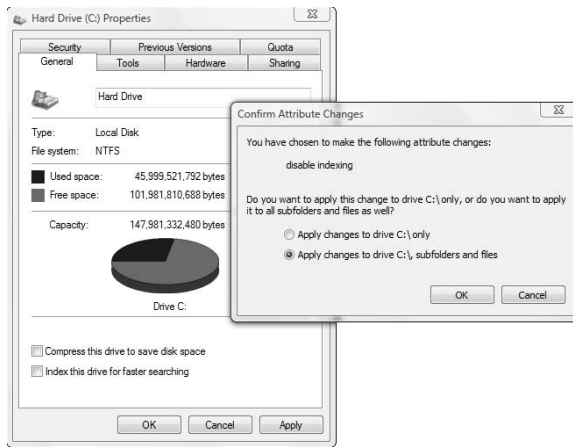 Hard Drive (C:) Properties
Security Previous Versions Quota
General Tools Hardware Sharing
Hard Drive
Type: Local Disk
File system: NTFS
Used space: 45,999,521,792 bytes
Free space: 101,981,810,688 bytes
Capacity: 147,981,332,480 bytes
Drive C:
Compress this drive to save disk space
Index this drive for faster searching
OK Cancel Apply
Confirm Attribute Changes
You have chosen to make the following attribute changes:
disable indexing
Do you want to apply this change to drive C:\ only, or do you want to apply
it to all subfolders and files as well?
Apply changes to drive C:\ only
Apply changes to drive C:\, subfolders and files
OK Cancel